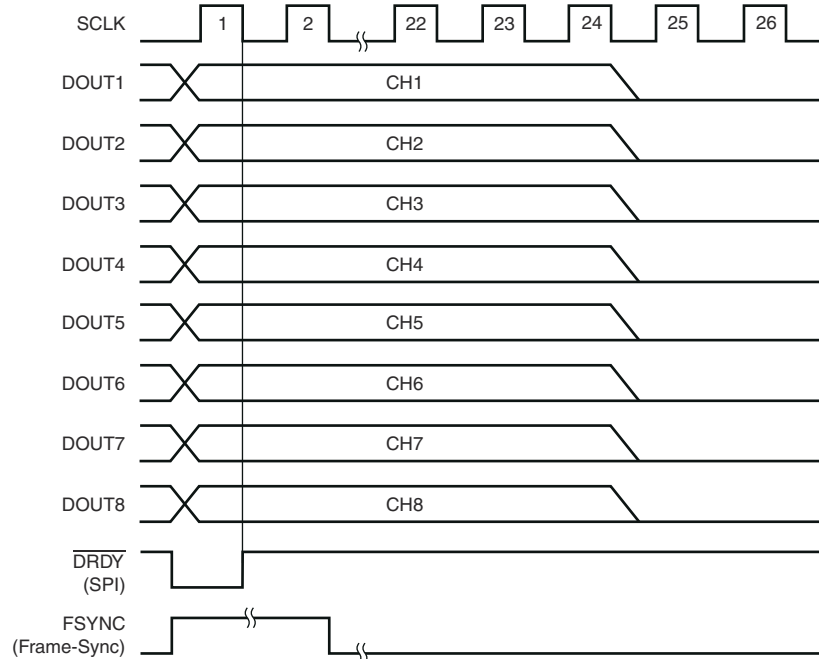 SCLK 1 2 22 23 24 25 26
DOUT1 CH1
DOUT2 CH2
DOUT3 CH3
DOUT4 CH4
DOUT5 CH5
DOUT6 CH6
DOUT7 CH7
DOUT8 CH8
DRDY
(SPI)
FSYNC
(Frame-Sync)